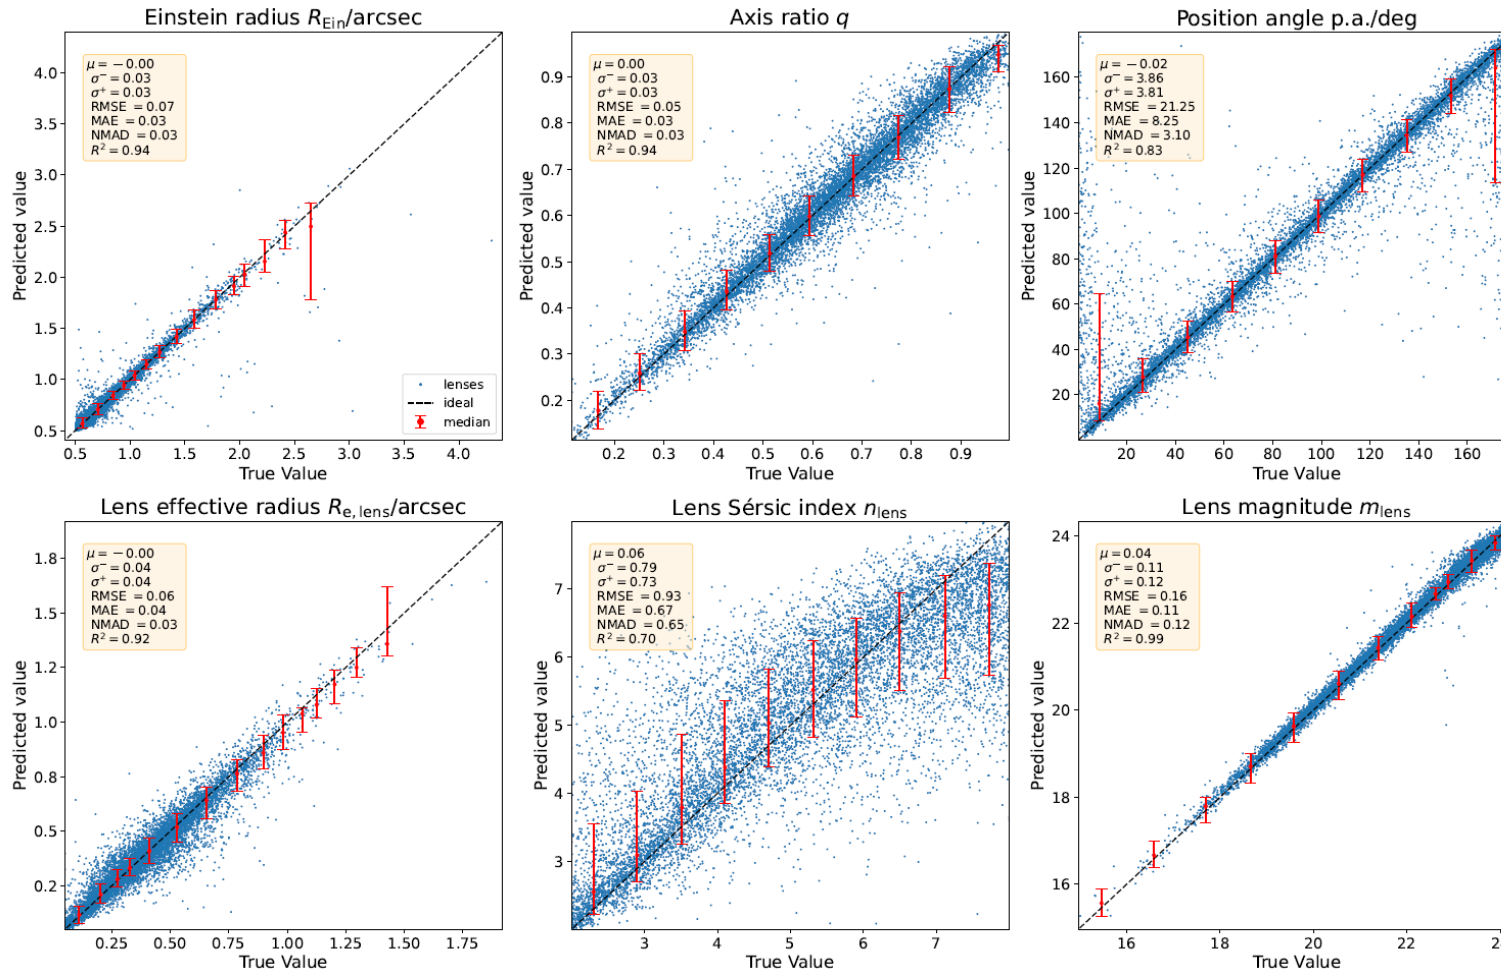 Einstein radius R_Ein/arcsec
μ = −0.00
σ⁻ = 0.03
σ⁺ = 0.03
RMSE = 0.07
MAE = 0.03
NMAD = 0.03
R² = 0.94
4.0
3.5
3.0
2.5
2.0
1.5
1.0
0.5
Predicted value
lenses
ideal
median
0.5 1.0 1.5 2.0 2.5 3.0 3.5 4.0
True Value
Axis ratio q
μ = 0.00
σ⁻ = 0.03
σ⁺ = 0.03
RMSE = 0.05
MAE = 0.03
NMAD = 0.03
R² = 0.94
0.9
0.8
0.7
0.6
0.5
0.4
0.3
0.2
Predicted value
0.2 0.3 0.4 0.5 0.6 0.7 0.8 0.9
True Value
Position angle p.a./deg
μ = −0.02
σ⁻ = 3.86
σ⁺ = 3.81
RMSE = 21.25
MAE = 8.25
NMAD = 3.10
R² = 0.83
160
140
120
100
80
60
40
20
Predicted value
20 40 60 80 100 120 140 160
True Value
Lens effective radius R_e,lens/arcsec
μ = −0.00
σ⁻ = 0.04
σ⁺ = 0.04
RMSE = 0.06
MAE = 0.04
NMAD = 0.03
R² = 0.92
1.8
1.5
1.2
1.0
0.8
0.5
0.2
Predicted value
0.25 0.50 0.75 1.00 1.25 1.50 1.75
True Value
Lens Sérsic index n_lens
μ = 0.06
σ⁻ = 0.79
σ⁺ = 0.73
RMSE = 0.93
MAE = 0.67
NMAD = 0.65
R² = 0.70
7
6
5
4
3
Predicted value
3 4 5 6 7
True Value
Lens magnitude m_lens
μ = 0.04
σ⁻ = 0.11
σ⁺ = 0.12
RMSE = 0.16
MAE = 0.11
NMAD = 0.12
R² = 0.99
24
22
20
18
16
Predicted value
16 18 20 22
True Value